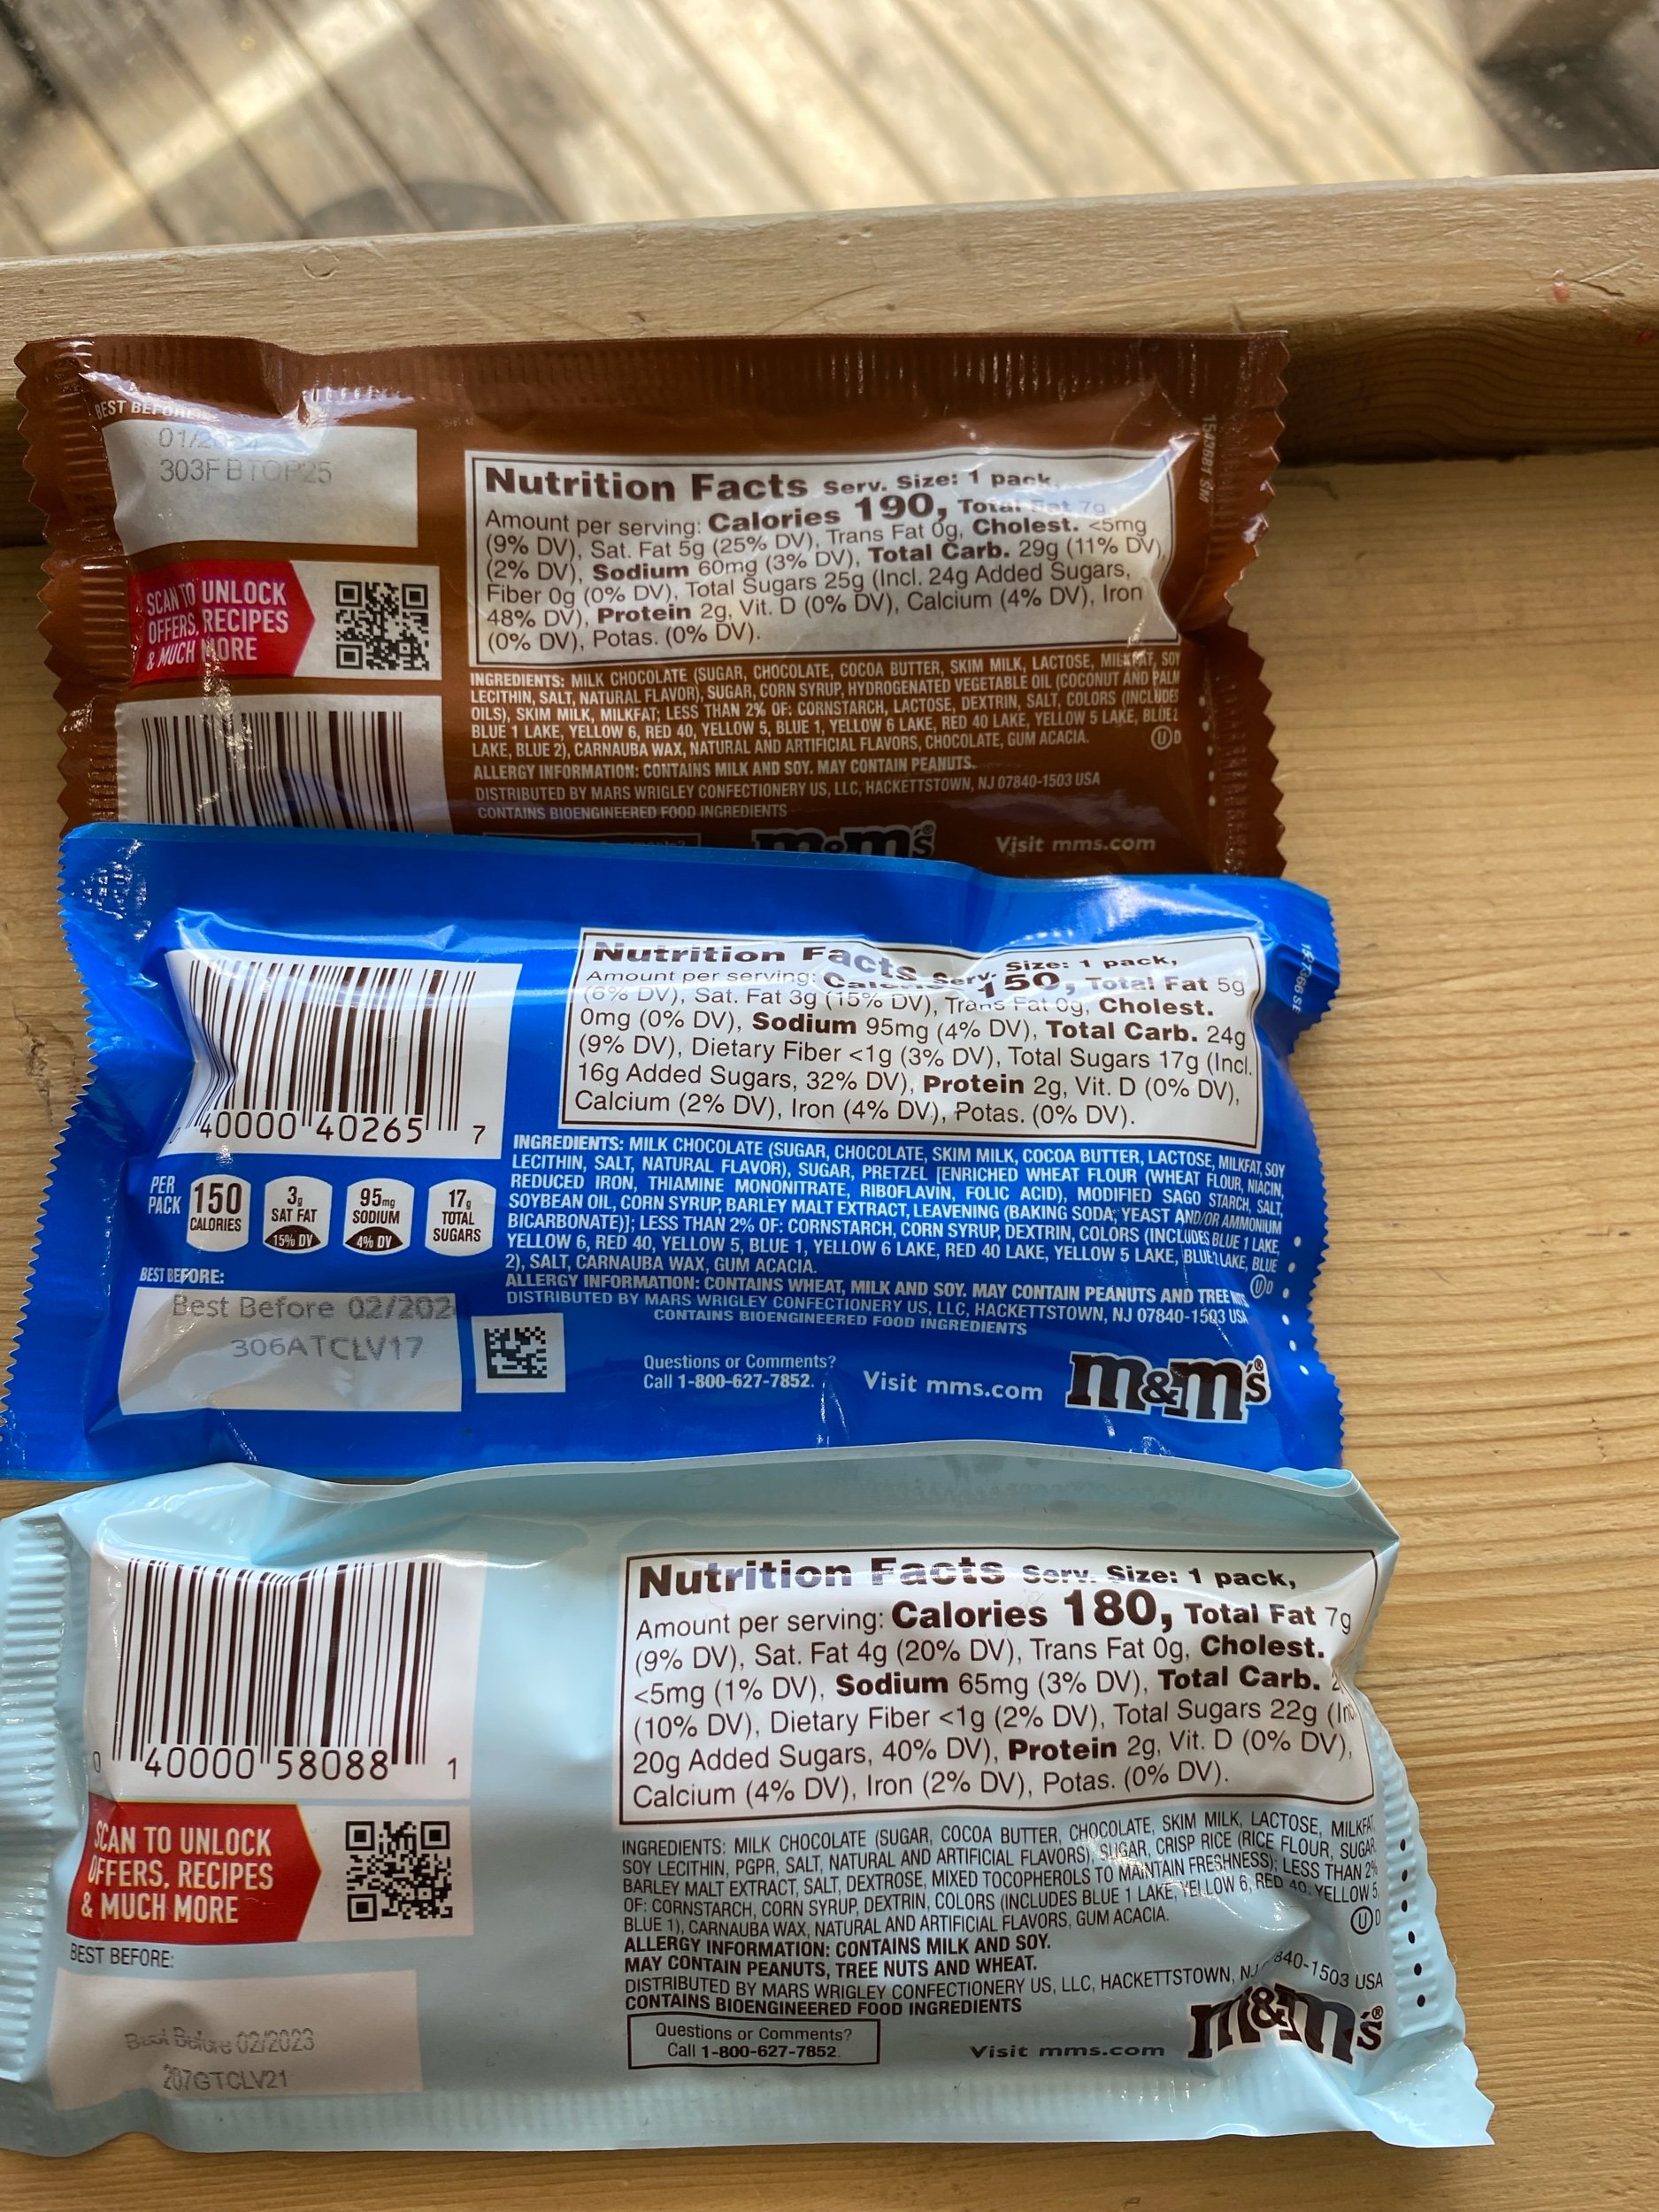 BEST BEFORE
01/2024
303FBTOP25
SCAN TO UNLOCK
OFFERS, RECIPES
& MUCH MORE
Nutrition Facts Serv. Size: 1 pack,
Amount per serving: Calories 190, Total Fat 7g
(9% DV), Sat. Fat 5g (25% DV), Trans Fat 0g, Cholest. <5mg
(2% DV), Sodium 60mg (3% DV), Total Carb. 29g (11% DV),
Fiber 0g (0% DV), Total Sugars 25g (Incl. 24g Added Sugars,
48% DV), Protein 2g, Vit. D (0% DV), Calcium (4% DV), Iron
(0% DV), Potas. (0% DV).
INGREDIENTS: MILK CHOCOLATE (SUGAR, CHOCOLATE, COCOA BUTTER, SKIM MILK, LACTOSE, MILKFAT, SOY
LECITHIN, SALT, NATURAL FLAVOR), SUGAR, CORN SYRUP, HYDROGENATED VEGETABLE OIL (COCONUT AND PALM
OILS), SKIM MILK, MILKFAT; LESS THAN 2% OF: CORNSTARCH, LACTOSE, DEXTRIN, SALT, COLORS (INCLUDES
BLUE 1 LAKE, YELLOW 6, RED 40, YELLOW 5, BLUE 1, YELLOW 6 LAKE, RED 40 LAKE, YELLOW 5 LAKE, BLUE 2
LAKE, BLUE 2), CARNAUBA WAX, NATURAL AND ARTIFICIAL FLAVORS, CHOCOLATE, GUM ACACIA.
UD
ALLERGY INFORMATION: CONTAINS MILK AND SOY. MAY CONTAIN PEANUTS.
DISTRIBUTED BY MARS WRIGLEY CONFECTIONERY US, LLC, HACKETTSTOWN, NJ 07840-1503 USA
CONTAINS BIOENGINEERED FOOD INGREDIENTS
m&m's®
Visit mms.com
1543681 SM
40000 40265 7
PER
PACK
150
CALORIES
3g
SAT FAT
15% DV
95mg
SODIUM
4% DV
17g
TOTAL
SUGARS
BEST BEFORE:
Best Before 02/202
306ATCLV17
Nutrition Facts Serv. Size: 1 pack,
Amount per serving: Calories 150, Total Fat 5g
(6% DV), Sat. Fat 3g (15% DV), Trans Fat 0g, Cholest.
0mg (0% DV), Sodium 95mg (4% DV), Total Carb. 24g
(9% DV), Dietary Fiber <1g (3% DV), Total Sugars 17g (Incl.
16g Added Sugars, 32% DV), Protein 2g, Vit. D (0% DV),
Calcium (2% DV), Iron (4% DV), Potas. (0% DV).
INGREDIENTS: MILK CHOCOLATE (SUGAR, CHOCOLATE, SKIM MILK, COCOA BUTTER, LACTOSE, MILKFAT, SOY
LECITHIN, SALT, NATURAL FLAVOR), SUGAR, PRETZEL [ENRICHED WHEAT FLOUR (WHEAT FLOUR, NIACIN,
REDUCED IRON, THIAMINE MONONITRATE, RIBOFLAVIN, FOLIC ACID), MODIFIED SAGO STARCH, SALT,
SOYBEAN OIL, CORN SYRUP, BARLEY MALT EXTRACT, LEAVENING (BAKING SODA, YEAST AND/OR AMMONIUM
BICARBONATE)]; LESS THAN 2% OF: CORNSTARCH, CORN SYRUP, DEXTRIN, COLORS (INCLUDES BLUE 1 LAKE,
YELLOW 6, RED 40, YELLOW 5, BLUE 1, YELLOW 6 LAKE, RED 40 LAKE, YELLOW 5 LAKE, BLUE 2 LAKE, BLUE
2), SALT, CARNAUBA WAX, GUM ACACIA.
UD
ALLERGY INFORMATION: CONTAINS WHEAT, MILK AND SOY. MAY CONTAIN PEANUTS AND TREE NUTS
DISTRIBUTED BY MARS WRIGLEY CONFECTIONERY US, LLC, HACKETTSTOWN, NJ 07840-1503 USA
CONTAINS BIOENGINEERED FOOD INGREDIENTS
Questions or Comments?
Call 1-800-627-7852.
Visit mms.com
m&m's®
0 40000 58088 1
SCAN TO UNLOCK
OFFERS, RECIPES
& MUCH MORE
BEST BEFORE:
Best Before 02/2023
207GTCLV21
Nutrition Facts Serv. Size: 1 pack,
Amount per serving: Calories 180, Total Fat 7g
(9% DV), Sat. Fat 4g (20% DV), Trans Fat 0g, Cholest.
<5mg (1% DV), Sodium 65mg (3% DV), Total Carb.
(10% DV), Dietary Fiber <1g (2% DV), Total Sugars 22g
20g Added Sugars, 40% DV), Protein 2g, Vit. D (0% DV),
Calcium (4% DV), Iron (2% DV), Potas. (0% DV).
INGREDIENTS: MILK CHOCOLATE (SUGAR, COCOA BUTTER, CHOCOLATE, SKIM MILK, LACTOSE, MILKFAT,
SOY LECITHIN, PGPR, SALT, NATURAL AND ARTIFICIAL FLAVORS), SUGAR, CRISP RICE (RICE FLOUR, SUGAR
BARLEY MALT EXTRACT, SALT, DEXTROSE, MIXED TOCOPHEROLS TO MAINTAIN FRESHNESS); LESS THAN 2%
OF: CORNSTARCH, CORN SYRUP, DEXTRIN, COLORS (INCLUDES BLUE 1 LAKE, YELLOW 6, RED 40, YELLOW 5,
BLUE 1), CARNAUBA WAX, NATURAL AND ARTIFICIAL FLAVORS, GUM ACACIA.
UD
ALLERGY INFORMATION: CONTAINS MILK AND SOY.
MAY CONTAIN PEANUTS, TREE NUTS AND WHEAT.
DISTRIBUTED BY MARS WRIGLEY CONFECTIONERY US, LLC, HACKETTSTOWN, NJ 840-1503 USA
CONTAINS BIOENGINEERED FOOD INGREDIENTS
Questions or Comments?
Call 1-800-627-7852.
Visit mms.com
m&m's®